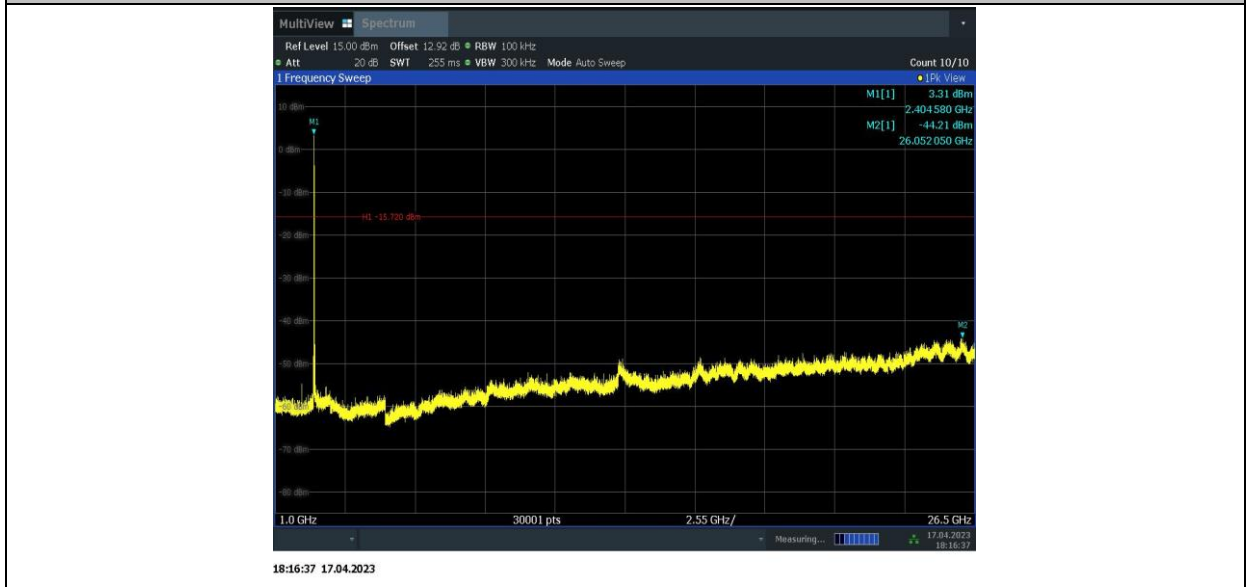 MultiView Spectrum
Ref Level 15.00 dBm Offset 12.92 dB RBW 100 kHz
Att 20 dB SWT 255 ms VBW 300 kHz Mode Auto Sweep Count 10/10
1 Frequency Sweep 1Pk View
M1[1] 3.31 dBm
2.404580 GHz
M2[1] -44.21 dBm
26.052050 GHz
10 dBm
M1
0 dBm
-10 dBm
H1 -15.720 dBm
-20 dBm
-30 dBm
-40 dBm
M2
-50 dBm
-70 dBm
-80 dBm
1.0 GHz 30001 pts 2.55 GHz/ 26.5 GHz
Measuring... 17.04.2023
18:16:37
18:16:37 17.04.2023